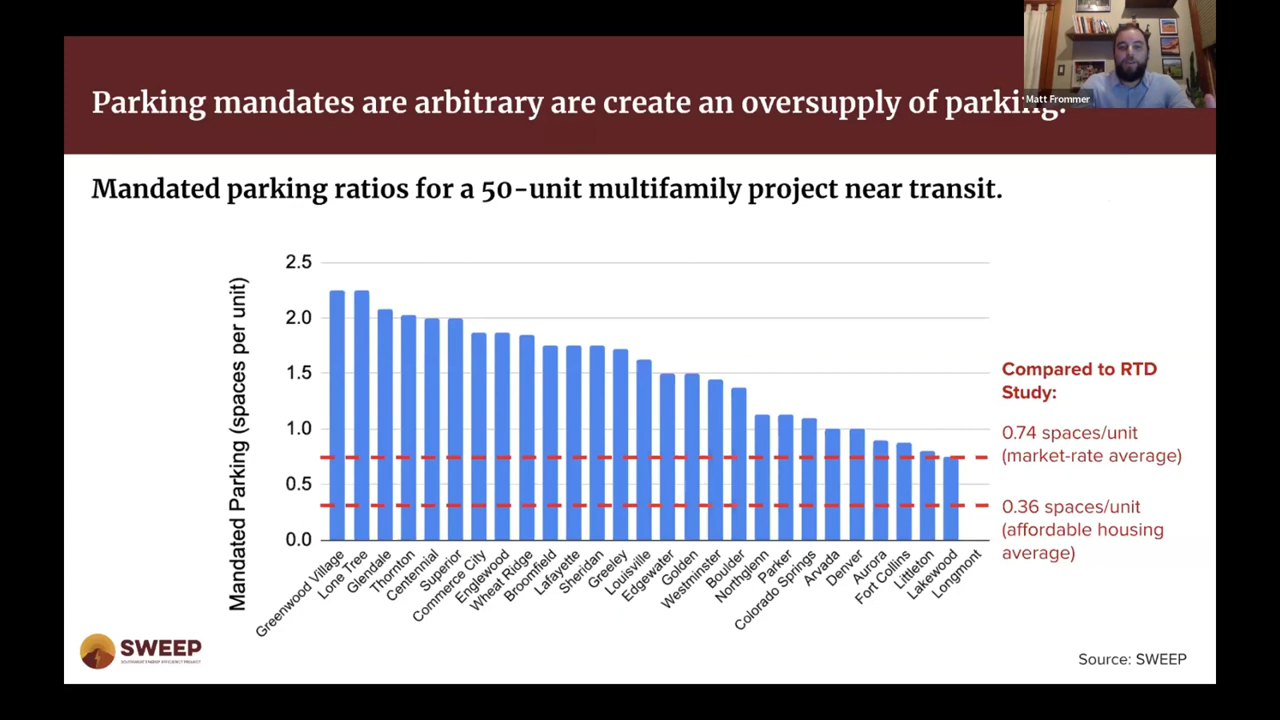 Parking mandates are arbitrary are create an oversupply of parking.
Matt Frommer
Mandated parking ratios for a 50-unit multifamily project near transit.
Mandated Parking (spaces per unit)
2.5
2.0
1.5
1.0
0.5
0.0
Greenwood Village
Lone Tree
Glendale
Thornton
Centennial
Superior
Commerce City
Englewood
Wheat Ridge
Broomfield
Lafayette
Sheridan
Greeley
Louisville
Edgewater
Golden
Westminster
Boulder
Northglenn
Parker
Colorado Springs
Arvada
Denver
Aurora
Fort Collins
Littleton
Lakewood
Longmont
Compared to RTD
Study:
0.74 spaces/unit
(market-rate average)
0.36 spaces/unit
(affordable housing
average)
SWEEP
SOUTHWEST ENERGY EFFICIENCY PROJECT
Source: SWEEP